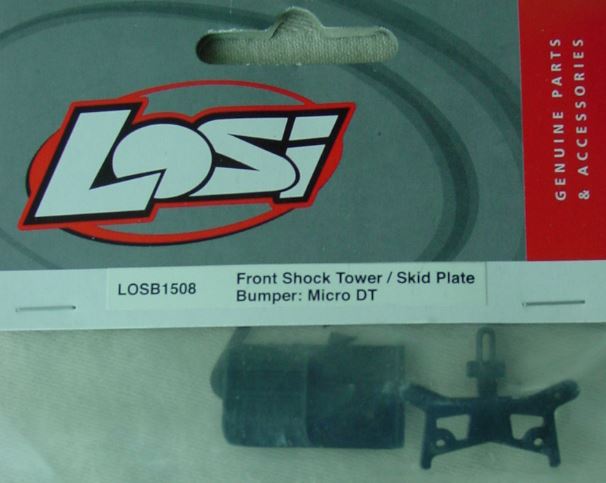 LOSi
GENUINE PARTS
& ACCESSORIES
LOSB1508
Front Shock Tower / Skid Plate
Bumper: Micro DT